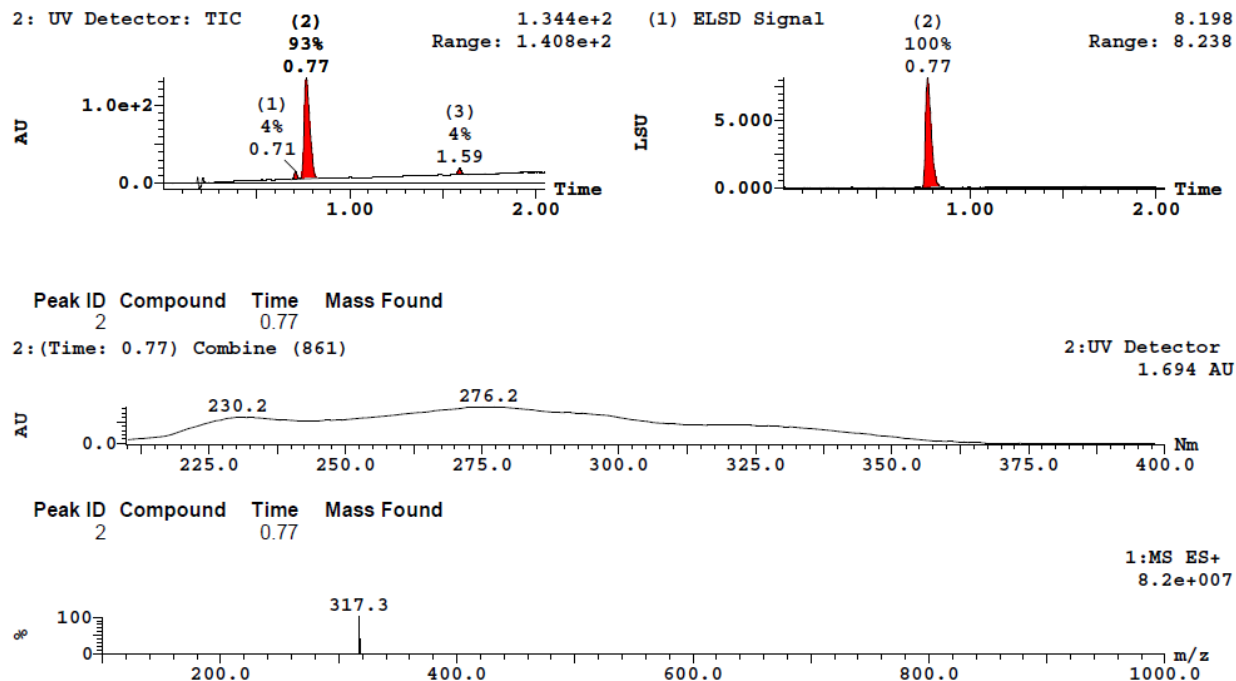 2: UV Detector: TIC
1.344e+2
Range: 1.408e+2
(2)
93%
0.77
(1)
4%
0.71
(3)
4%
1.59
1.0e+2
0.0
AU
Time
1.00 2.00
(1) ELSD Signal
8.198
Range: 8.238
(2)
100%
0.77
5.000
0.000
LSU
Time
1.00 2.00
Peak ID Compound Time Mass Found
2 0.77
2:(Time: 0.77) Combine (861)
2:UV Detector
1.694 AU
230.2
276.2
AU
0.0
Nm
225.0 250.0 275.0 300.0 325.0 350.0 375.0 400.0
Peak ID Compound Time Mass Found
2 0.77
1:MS ES+
8.2e+007
317.3
100
%
0
m/z
200.0 400.0 600.0 800.0 1000.0